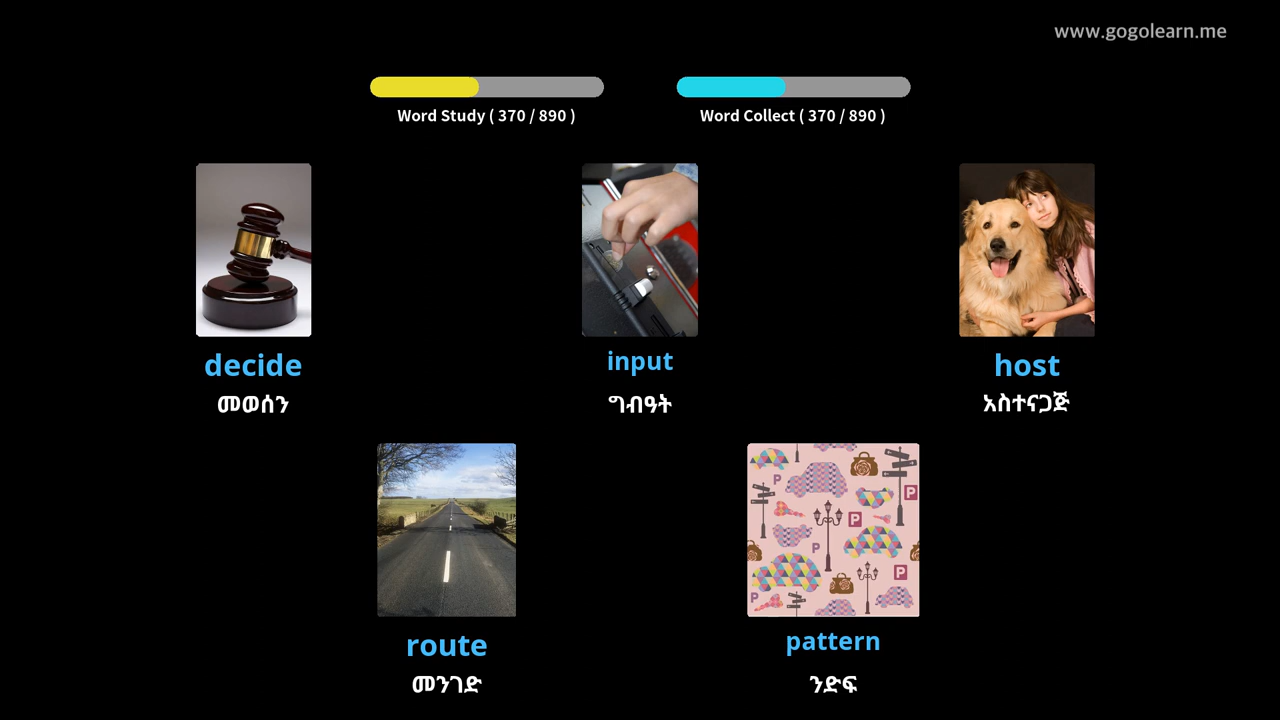 www.gogolearn.me
Word Study ( 370 / 890 )
Word Collect ( 370 / 890 )
decide
መወሰን
input
ግብዓት
host
አስተናጋጅ
route
መንገድ
pattern
ንድፍ